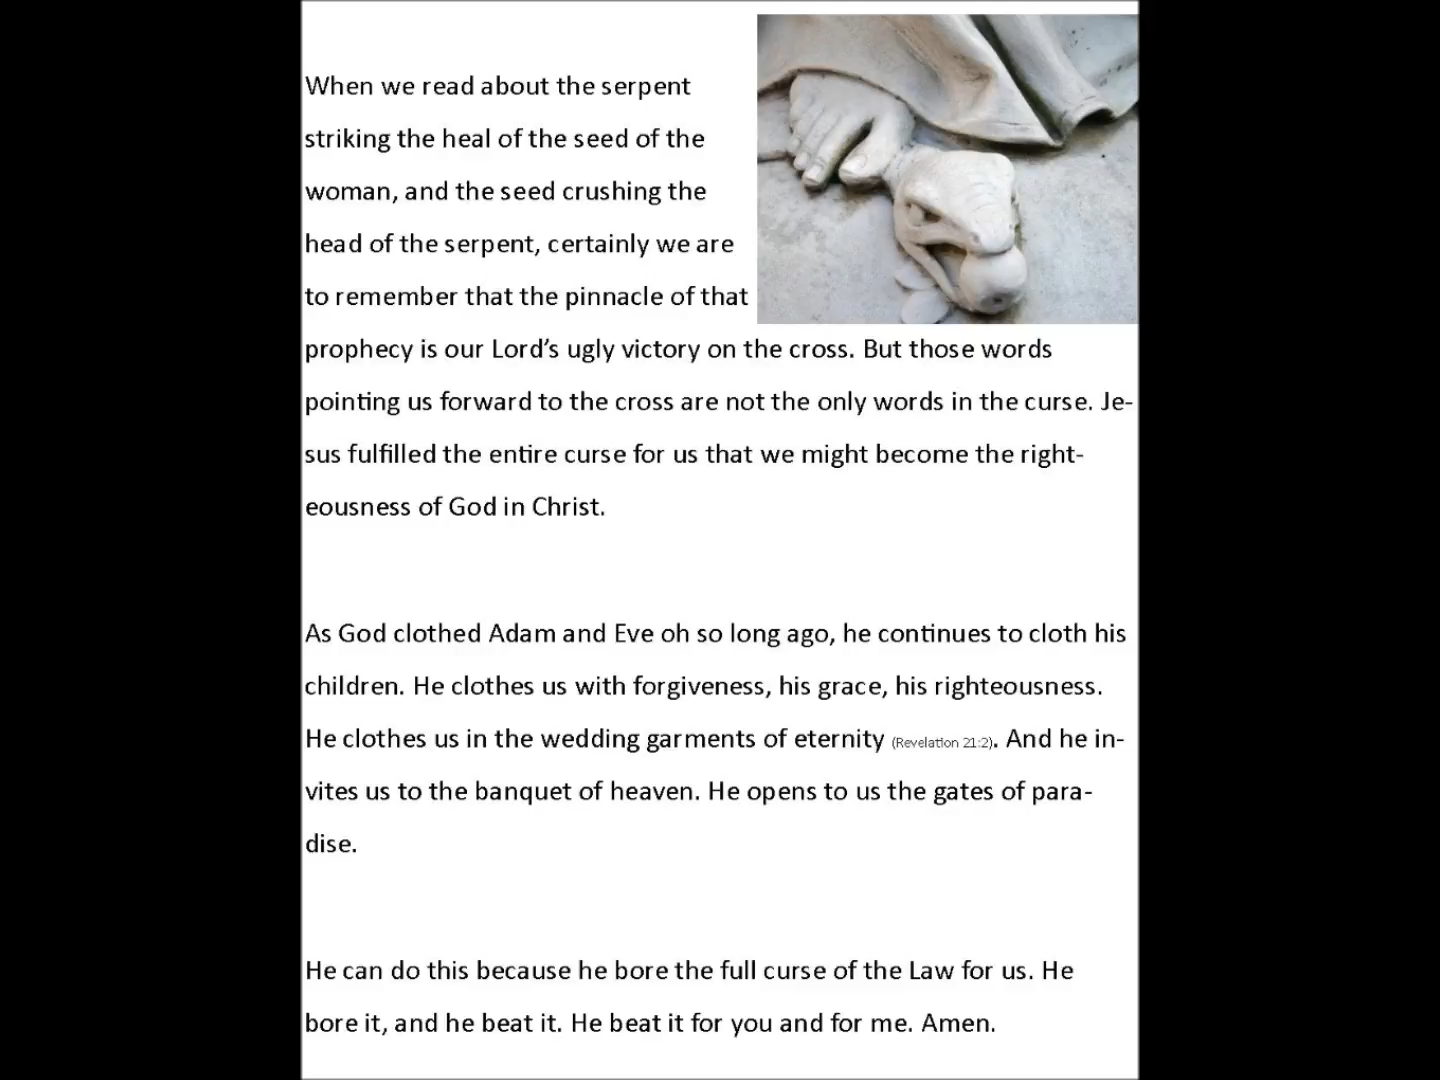 When we read about the serpent
striking the heal of the seed of the
woman, and the seed crushing the
head of the serpent, certainly we are
to remember that the pinnacle of that
prophecy is our Lord’s ugly victory on the cross. But those words
pointing us forward to the cross are not the only words in the curse. Je-
sus fulfilled the entire curse for us that we might become the right-
eousness of God in Christ.
As God clothed Adam and Eve oh so long ago, he continues to cloth his
children. He clothes us with forgiveness, his grace, his righteousness.
He clothes us in the wedding garments of eternity (Revelation 21:2). And he in-
vites us to the banquet of heaven. He opens to us the gates of para-
dise.
He can do this because he bore the full curse of the Law for us. He
bore it, and he beat it. He beat it for you and for me. Amen.